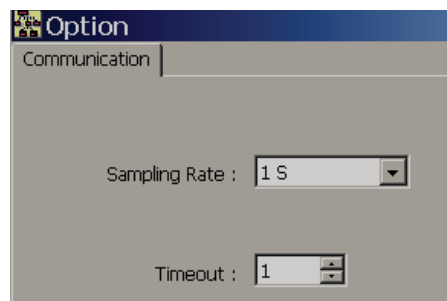 Option
Communication
Sampling Rate : 1 S
Timeout : 1